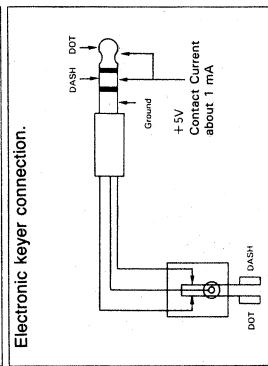 Electronic keyer connection.
DOT
DASH
Ground
+5V
Contact Current
about 1 mA
DASH
DOT